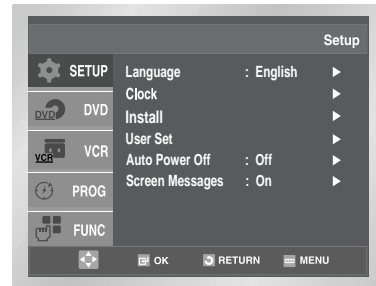 Setup
SETUP
Language : English ►
Clock ►
DVD DVD
Install ►
User Set ►
VCR VCR
Auto Power Off : Off ►
Screen Messages : On ►
PROG
FUNC
OK RETURN MENU